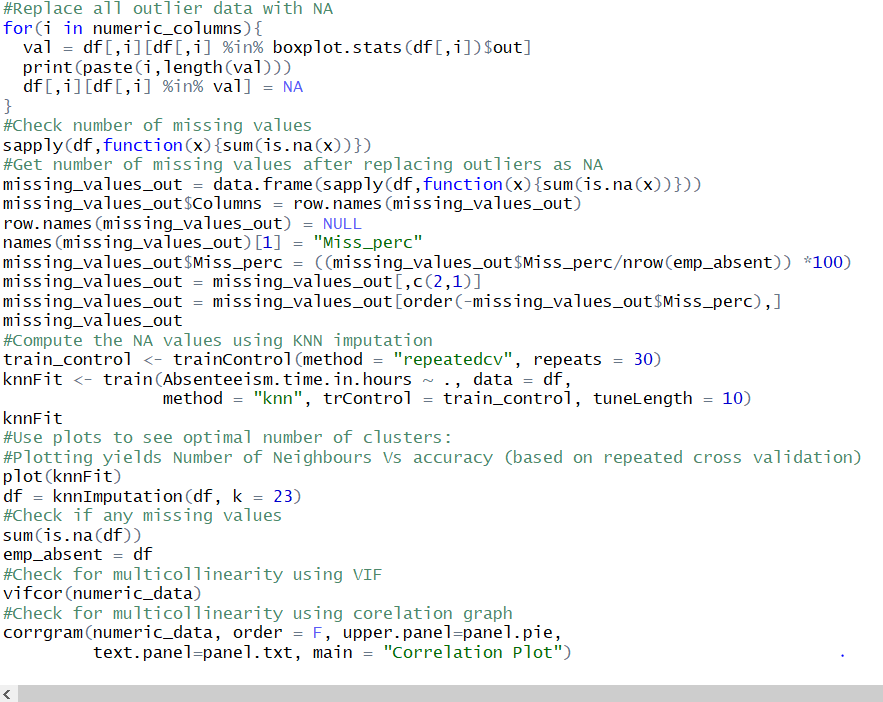 #Replace all outlier data with NA
for(i in numeric_columns){
  val = df[,i][df[,i] %in% boxplot.stats(df[,i])$out]
  print(paste(i,length(val)))
  df[,i][df[,i] %in% val] = NA
}
#Check number of missing values
sapply(df,function(x){sum(is.na(x))})
#Get number of missing values after replacing outliers as NA
missing_values_out = data.frame(sapply(df,function(x){sum(is.na(x))}))
missing_values_out$Columns = row.names(missing_values_out)
row.names(missing_values_out) = NULL
names(missing_values_out)[1] = "Miss_perc"
missing_values_out$Miss_perc = ((missing_values_out$Miss_perc/nrow(emp_absent)) *100)
missing_values_out = missing_values_out[,c(2,1)]
missing_values_out = missing_values_out[order(-missing_values_out$Miss_perc),]
missing_values_out
#Compute the NA values using KNN imputation
train_control <- trainControl(method = "repeatedcv", repeats = 30)
knnFit <- train(Absenteeism.time.in.hours ~ ., data = df,
                method = "knn", trControl = train_control, tuneLength = 10)
knnFit
#Use plots to see optimal number of clusters:
#Plotting yields Number of Neighbours Vs accuracy (based on repeated cross validation)
plot(knnFit)
df = knnImputation(df, k = 23)
#Check if any missing values
sum(is.na(df))
emp_absent = df
#Check for multicollinearity using VIF
vifcor(numeric_data)
#Check for multicollinearity using corelation graph
corrgram(numeric_data, order = F, upper.panel=panel.pie,
         text.panel=panel.txt, main = "Correlation Plot")